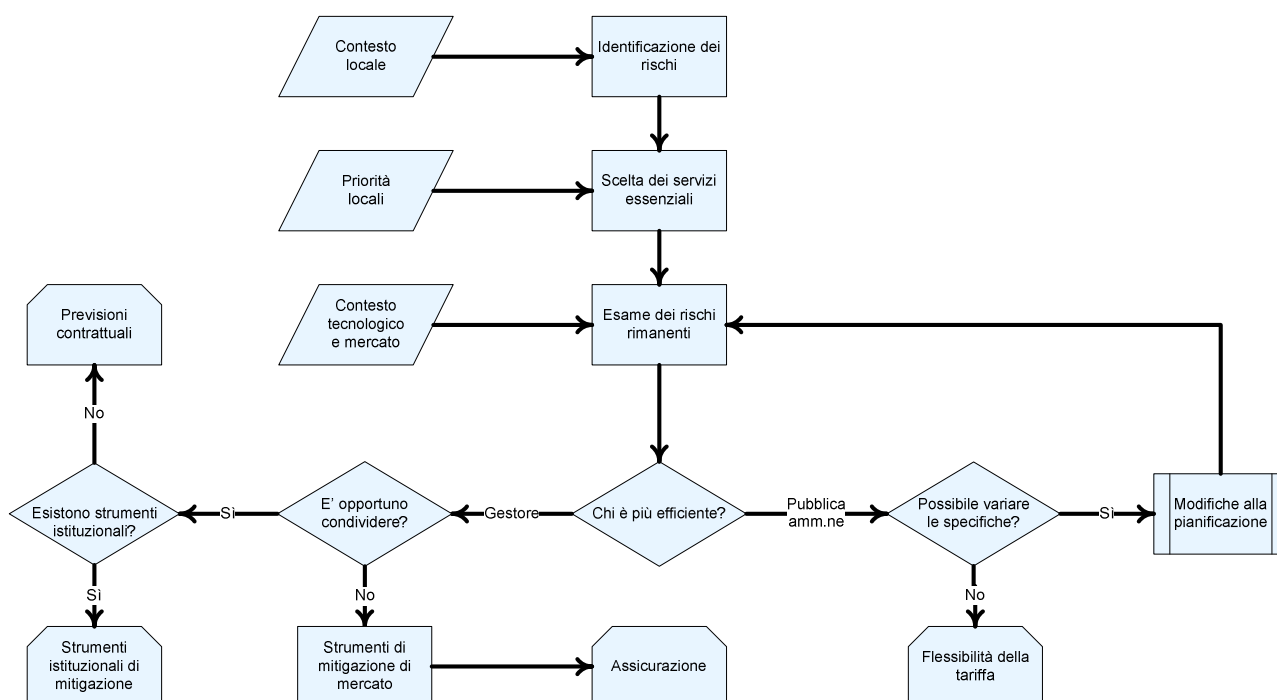 Contesto
locale
Identificazione dei
rischi
Priorità
locali
Scelta dei servizi
essenziali
Previsioni
contrattuali
Contesto
tecnologico
e mercato
Esame dei rischi
rimanenti
No
Esistono strumenti
istituzionali?
Sì
E' opportuno
condividere?
Gestore
Chi è più efficiente?
Pubblica
amm.ne
Possibile variare
le specifiche?
Sì
Modifiche alla
pianificazione
Sì
No
No
Strumenti
istituzionali di
mitigazione
Strumenti di
mitigazione di
mercato
Assicurazione
Flessibilità della
tariffa